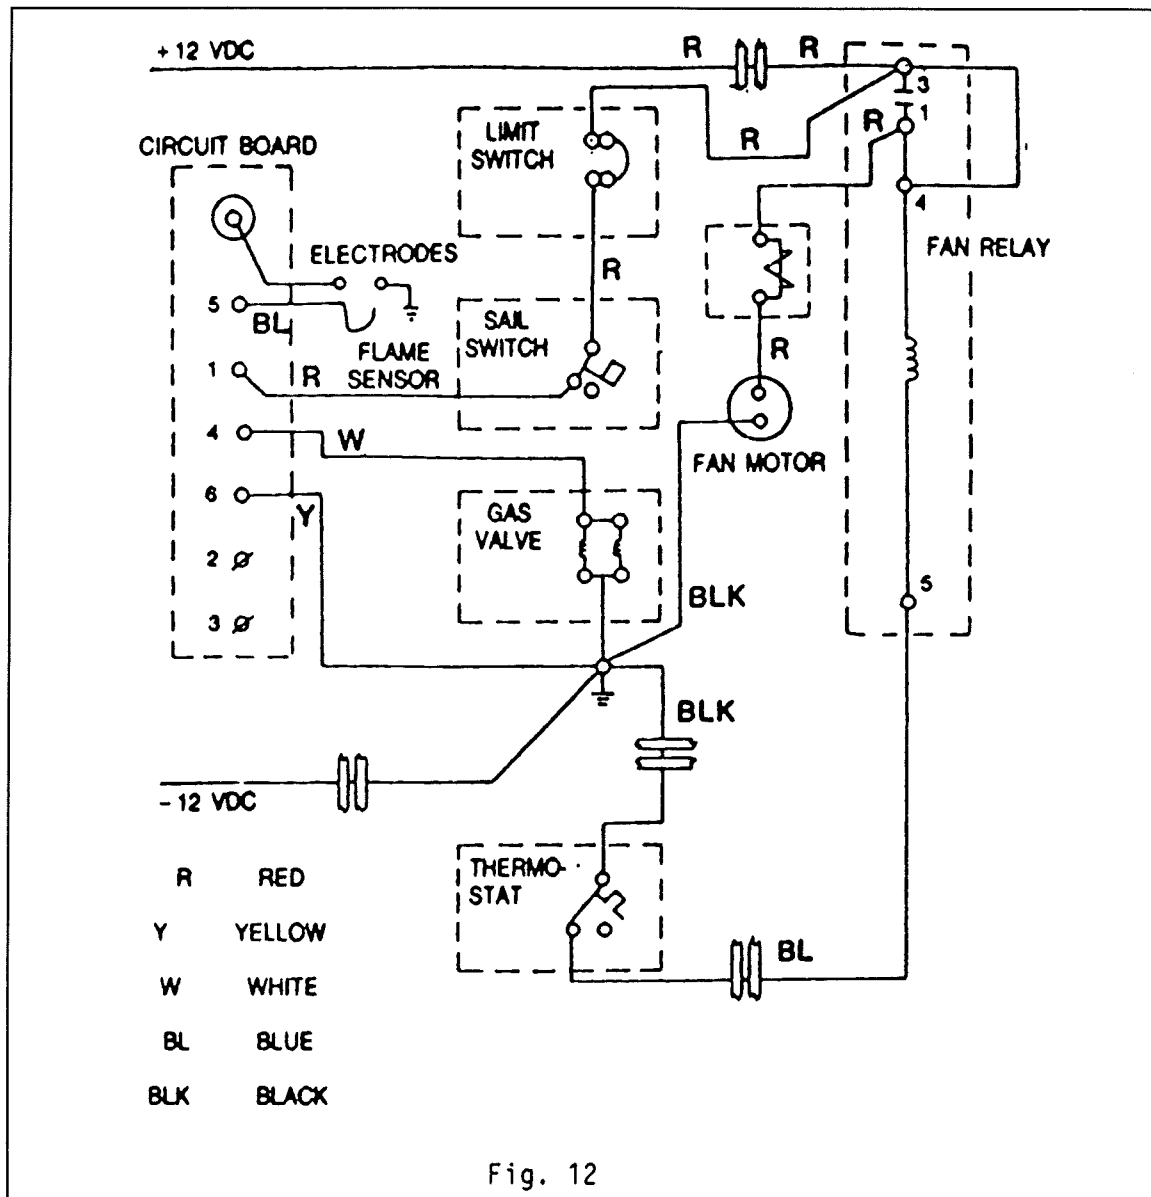 + 12 VDC
R
R
3
1
R
R
LIMIT
SWITCH
CIRCUIT BOARD
4
FAN RELAY
ELECTRODES
R
5
BL
SAIL
SWITCH
FLAME
SENSOR
R
1
R
4
W
FAN MOTOR
6
Y
GAS
VALVE
2
BLK
5
3
BLK
- 12 VDC
THERMO-
STAT
BL
R RED
Y YELLOW
W WHITE
BL BLUE
BLK BLACK
Fig. 12